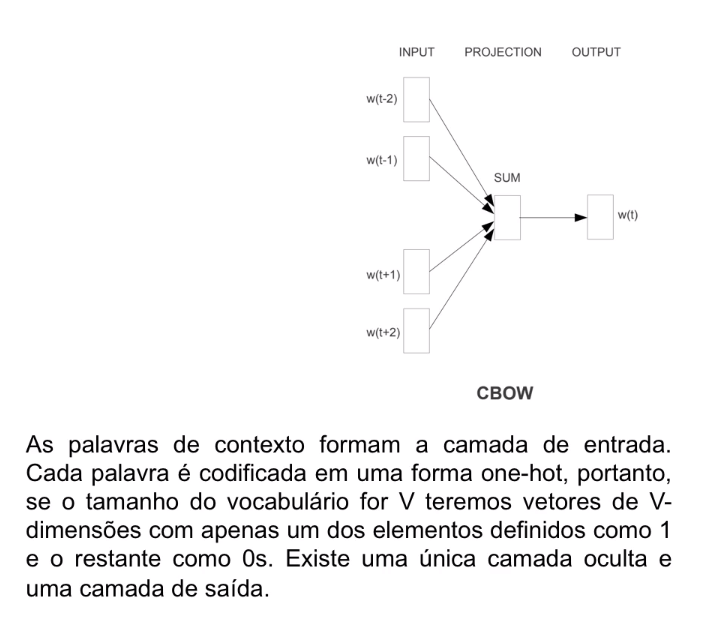 INPUT PROJECTION OUTPUT
w(t-2)
w(t-1)
SUM
w(t)
w(t+1)
w(t+2)
CBOW
As palavras de contexto formam a camada de entrada.
Cada palavra é codificada em uma forma one-hot, portanto,
se o tamanho do vocabulário for V teremos vetores de V-
dimensões com apenas um dos elementos definidos como 1
e o restante como 0s. Existe uma única camada oculta e
uma camada de saída.